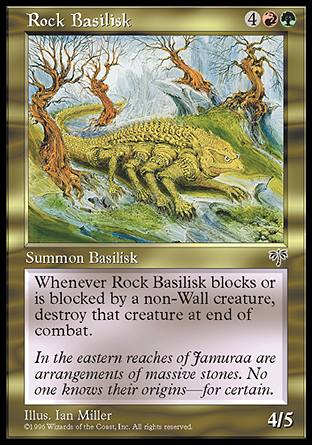 Rock Basilisk 4
Summon Basilisk
Whenever Rock Basilisk blocks or
is blocked by a non-Wall creature,
destroy that creature at end of
combat.
In the eastern reaches of Jamuraa are
arrangements of massive stones. No
one knows their origins—for certain.
Illus. Ian Miller
©1996 Wizards of the Coast, Inc. All rights reserved.
4/5